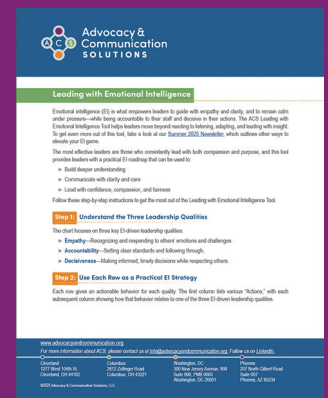 Advocacy &
ACS Communication
SOLUTIONS
Leading with Emotional Intelligence
Emotional intelligence (EI) is what empowers leaders to guide with empathy and clarity, and to remain calm
under pressure—while being accountable to their staff and decisive in their actions. The ACS Leading with
Emotional Intelligence Tool helps leaders move beyond reacting to listening, adapting, and leading with insight.
To get even more out of this tool, take a look at our Summer 2025 Newsletter, which outlines other ways to
elevate your EI game.
The most effective leaders are those who consistently lead with both compassion and purpose, and this tool
provides leaders with a practical EI roadmap that can be used to:
► Build deeper understanding
► Communicate with clarity and care
► Lead with confidence, compassion, and fairness
Follow these step-by-step instructions to get the most out of the Leading with Emotional Intelligence Tool.
Step 1: Understand the Three Leadership Qualities
The chart focuses on three key EI-driven leadership qualities:
► Empathy—Recognizing and responding to others' emotions and challenges.
► Accountability—Setting clear standards and following through.
► Decisiveness—Making informed, timely decisions while respecting others.
Step 2: Use Each Row as a Practical EI Strategy
Each row gives an actionable behavior for each quality. The first column lists various "Actions," with each
subsequent column showing how that behavior relates to one of the three EI-driven leadership qualities.
www.advocacyandcommunication.org
For more information about ACS, please contact us at info@advocacyandcommunication.org. Follow us on LinkedIn.
Cleveland Columbus Washington, DC Phoenix
1277 West 104th St. 2612 Zollinger Road 300 New Jersey Avenue, NW 207 North Gilbert Road
Cleveland, OH 44102 Columbus, OH 43221 Suite 900, PMB 9005 Suite 007
Washington, DC 20001 Phoenix, AZ 85234
©2025 Advocacy & Communication Solutions, LLC